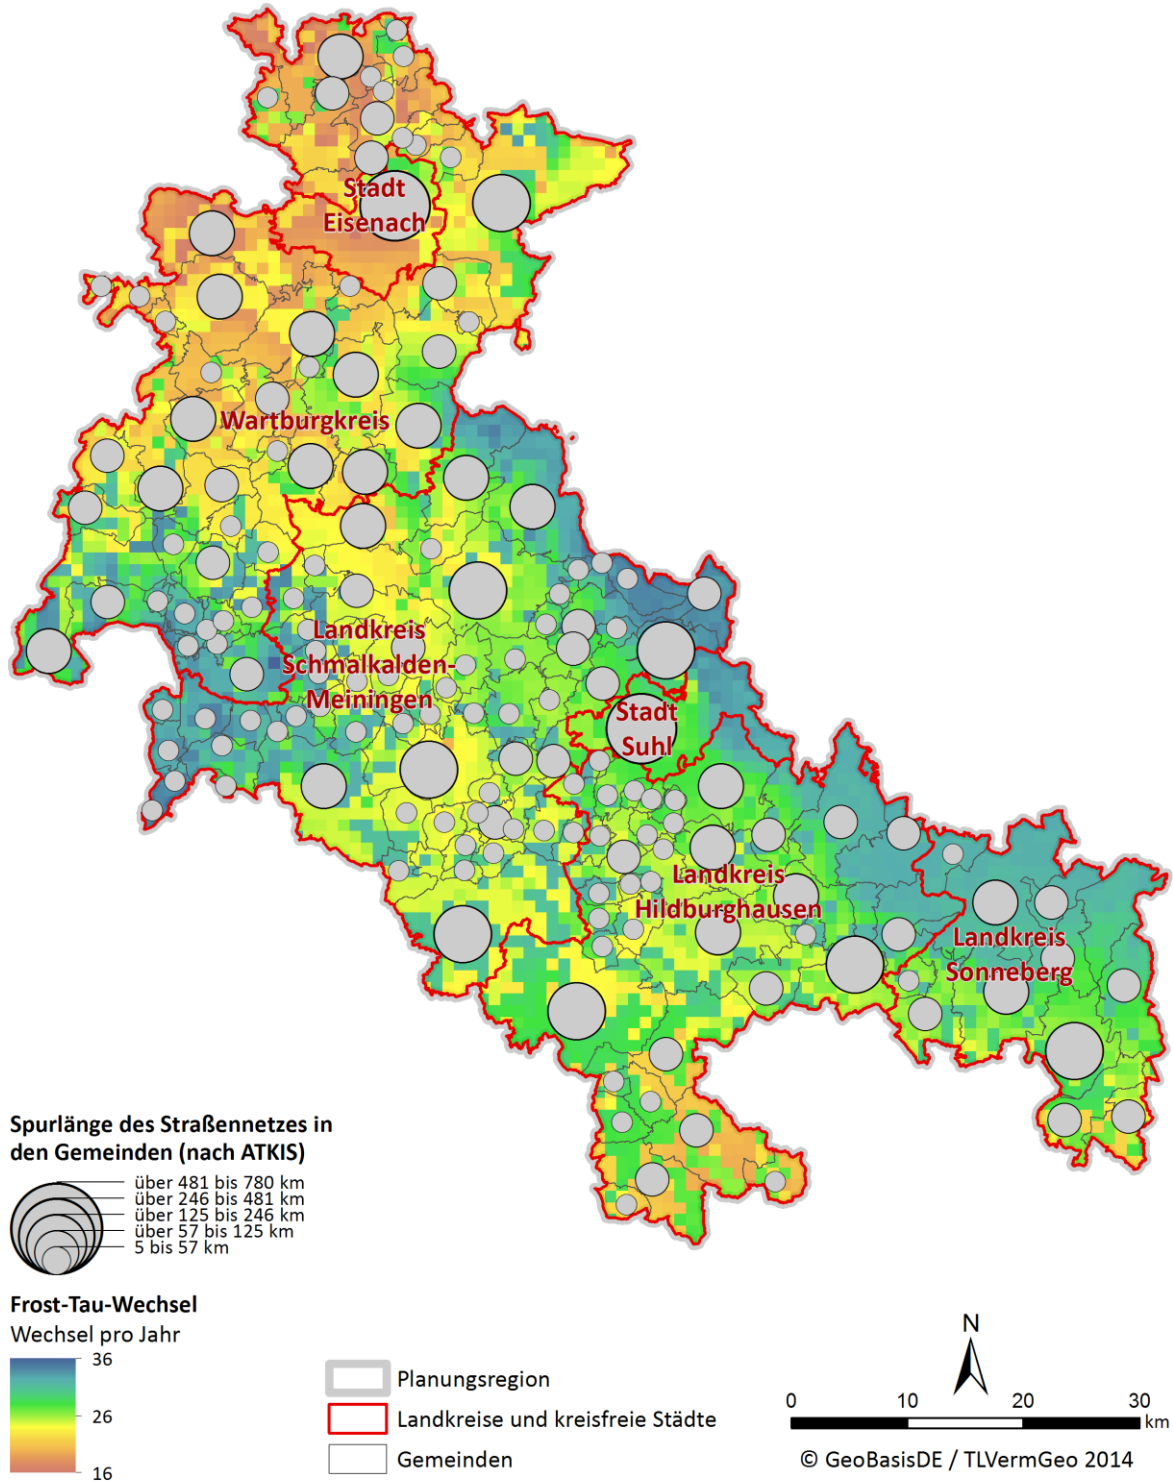 Stadt
Eisenach
Wartburgkreis
Landkreis
Schmalkalden-
Meiningen
Stadt
Suhl
Landkreis
Hildburghausen
Landkreis
Sonneberg
Spurlänge des Straßennetzes in
den Gemeinden (nach ATKIS)
über 481 bis 780 km
über 246 bis 481 km
über 125 bis 246 km
über 57 bis 125 km
5 bis 57 km
Frost-Tau-Wechsel
Wechsel pro Jahr
36
26
16
Planungsregion
Landkreise und kreisfreie Städte
Gemeinden
N
0 10 20 30
km
© GeoBasisDE / TLVermGeo 2014